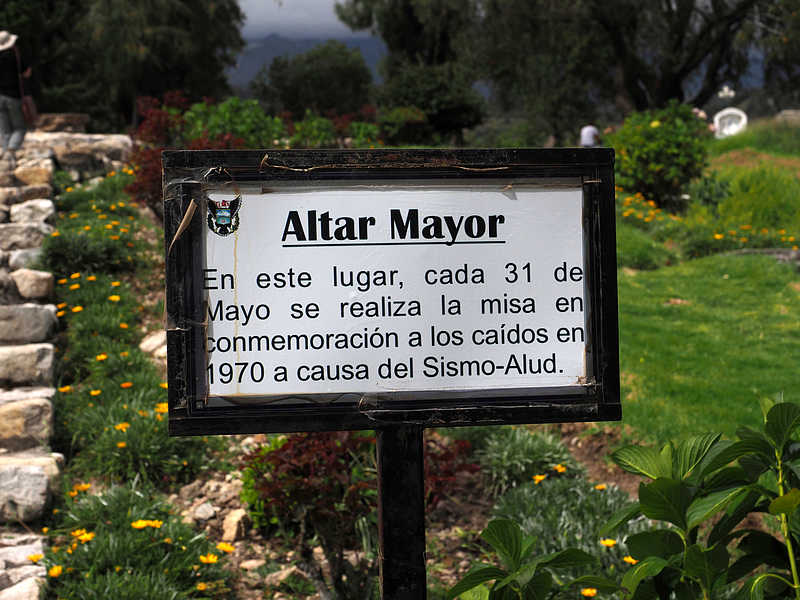 Altar Mayor
En este lugar, cada 31 de
Mayo se realiza la misa en
conmemoración a los caídos en
1970 a causa del Sismo-Alud.